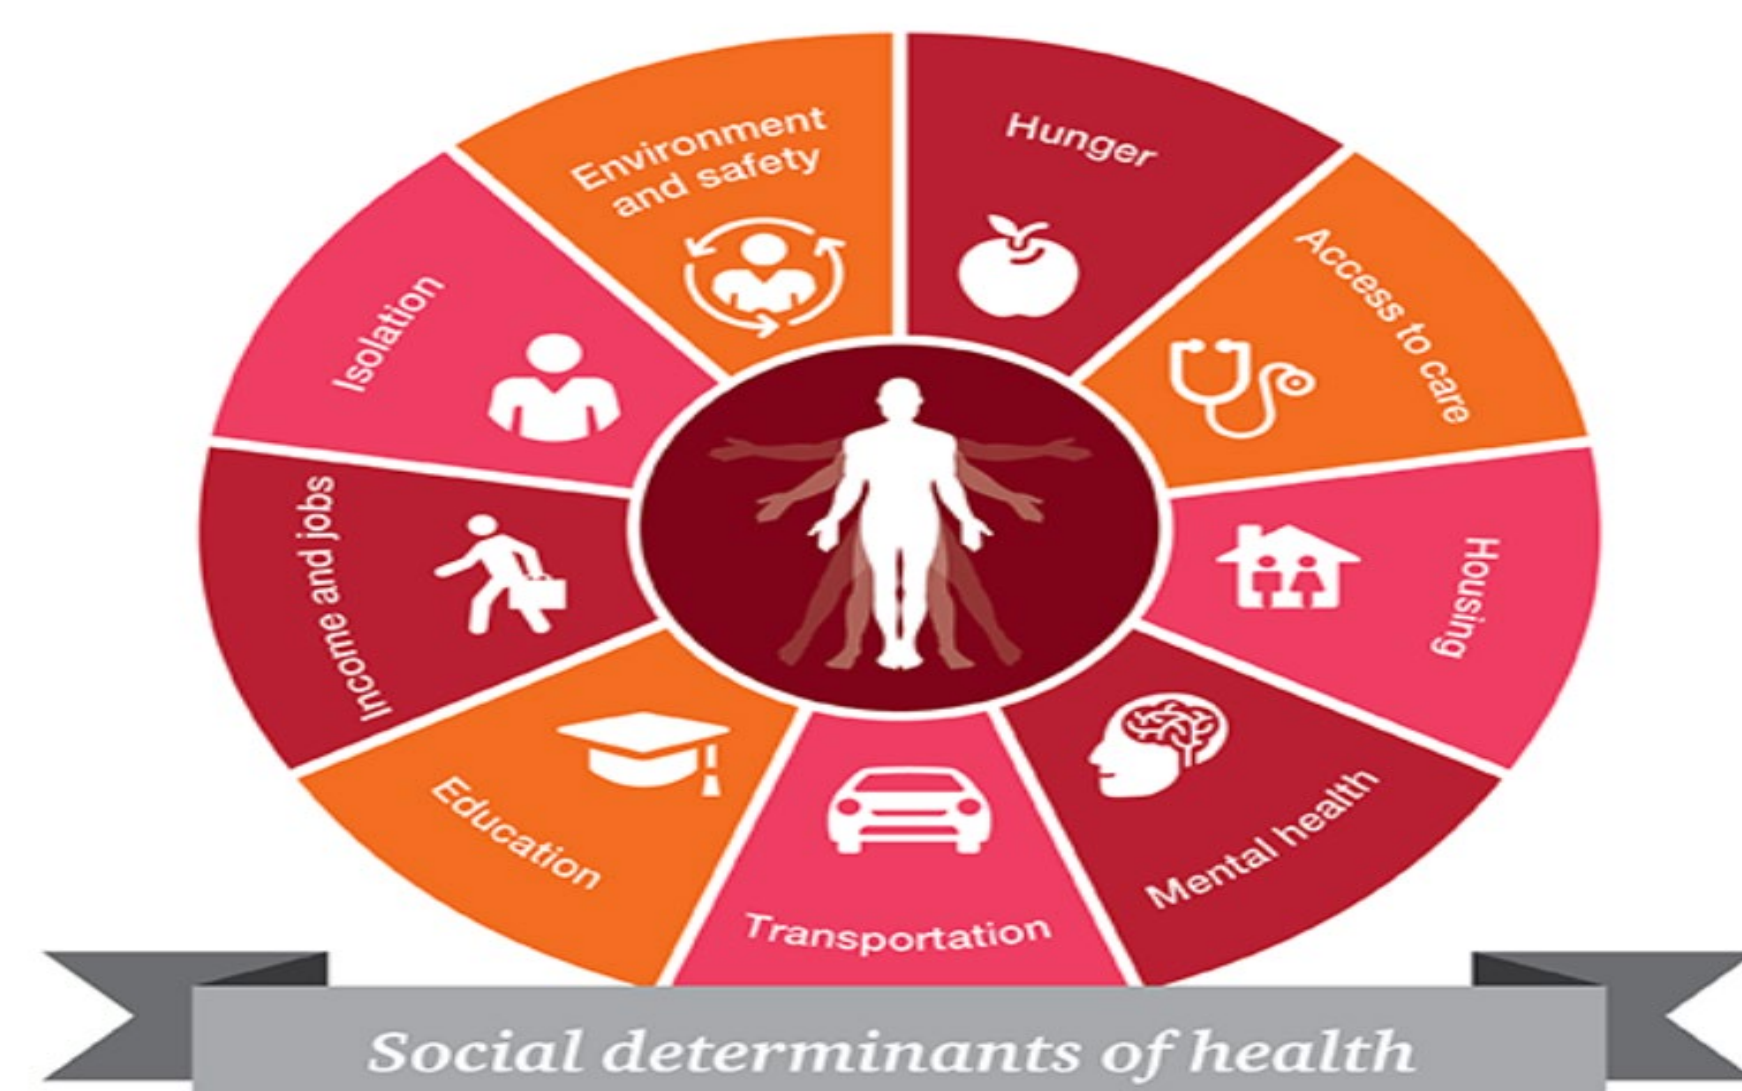 Environment
and safety
Hunger
Access to care
Housing
Mental health
Transportation
Education
Income and jobs
Isolation
Social determinants of health